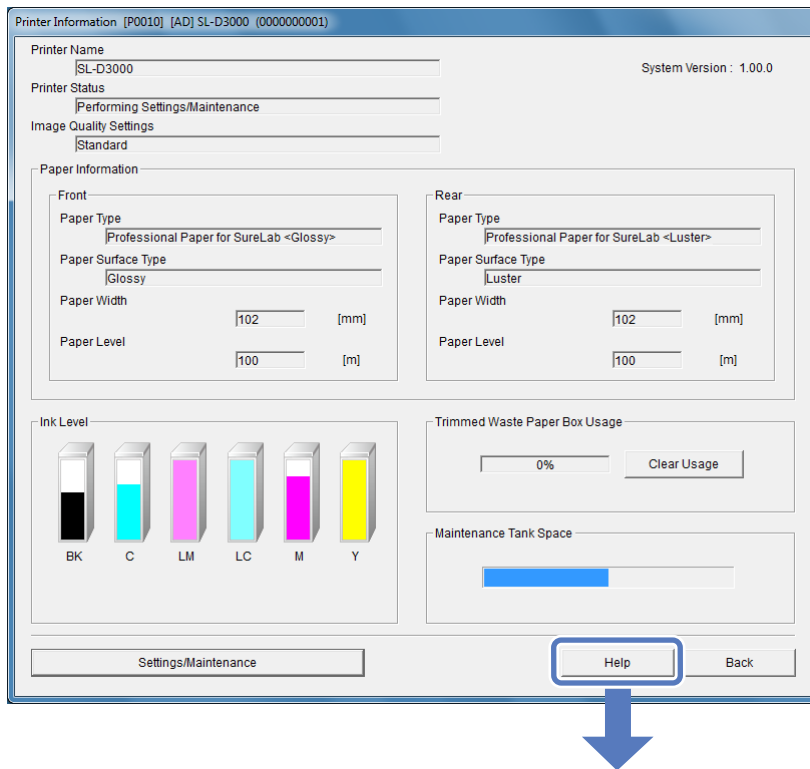 Printer Information [P0010] [AD] SL-D3000 (0000000001)
Printer Name
SL-D3000
System Version : 1.00.0
Printer Status
Performing Settings/Maintenance
Image Quality Settings
Standard
Paper Information
Front
Paper Type
Professional Paper for SureLab <Glossy>
Paper Surface Type
Glossy
Paper Width
102 [mm]
Paper Level
100 [m]
Rear
Paper Type
Professional Paper for SureLab <Luster>
Paper Surface Type
Luster
Paper Width
102 [mm]
Paper Level
100 [m]
Ink Level
BK C LM LC M Y
Trimmed Waste Paper Box Usage
0% Clear Usage
Maintenance Tank Space
Settings/Maintenance Help Back